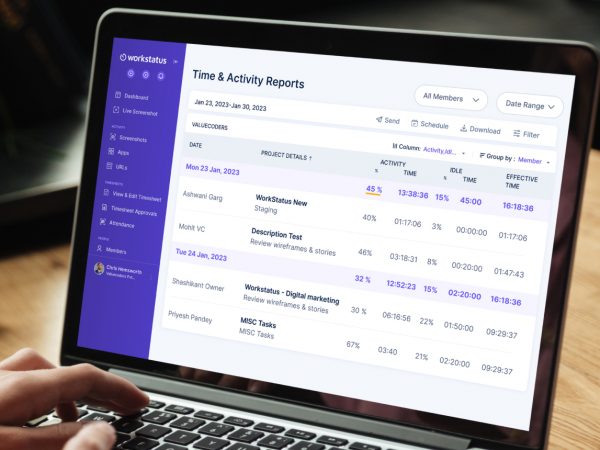 workstatus
Dashboard
Live Screenshot
ACTIVITY
Screenshots
Apps
URLs
TIMESHEETS
View & Edit Timesheet
Timesheet Approvals
Attendance
PEOPLE
Members
Chris Hemsworth
Time & Activity Reports
All Members
Date Range
Jan 23, 2023-Jan 30, 2023
Send
Schedule
Download
Filter
VALUECODERS
Column: Activity,Idl...
Group by : Member
DATE
PROJECT DETAILS ↑
ACTIVITY
IDLE
EFFECTIVE
%
TIME
%
TIME
TIME
Mon 23 Jan, 2023
45 %
13:38:36
15%
45:00
16:18:36
Ashwani Garg
WorkStatus New
Staging
40%
01:17:06
3%
00:00:00
01:17:06
Mohit VC
Description Test
Review wireframes & stories
46%
03:18:31
8%
00:20:00
01:47:43
Tue 24 Jan, 2023
32 %
12:52:23
15%
02:20:00
16:18:36
Shashikant Owner
Workstatus - Digital marketing
Review wireframes & stories
30 %
06:16:56
22%
01:50:00
09:29:37
Priyesh Pandey
MISC Tasks
MISC Tasks
67%
03:40
21%
02:20:00
09:29:37